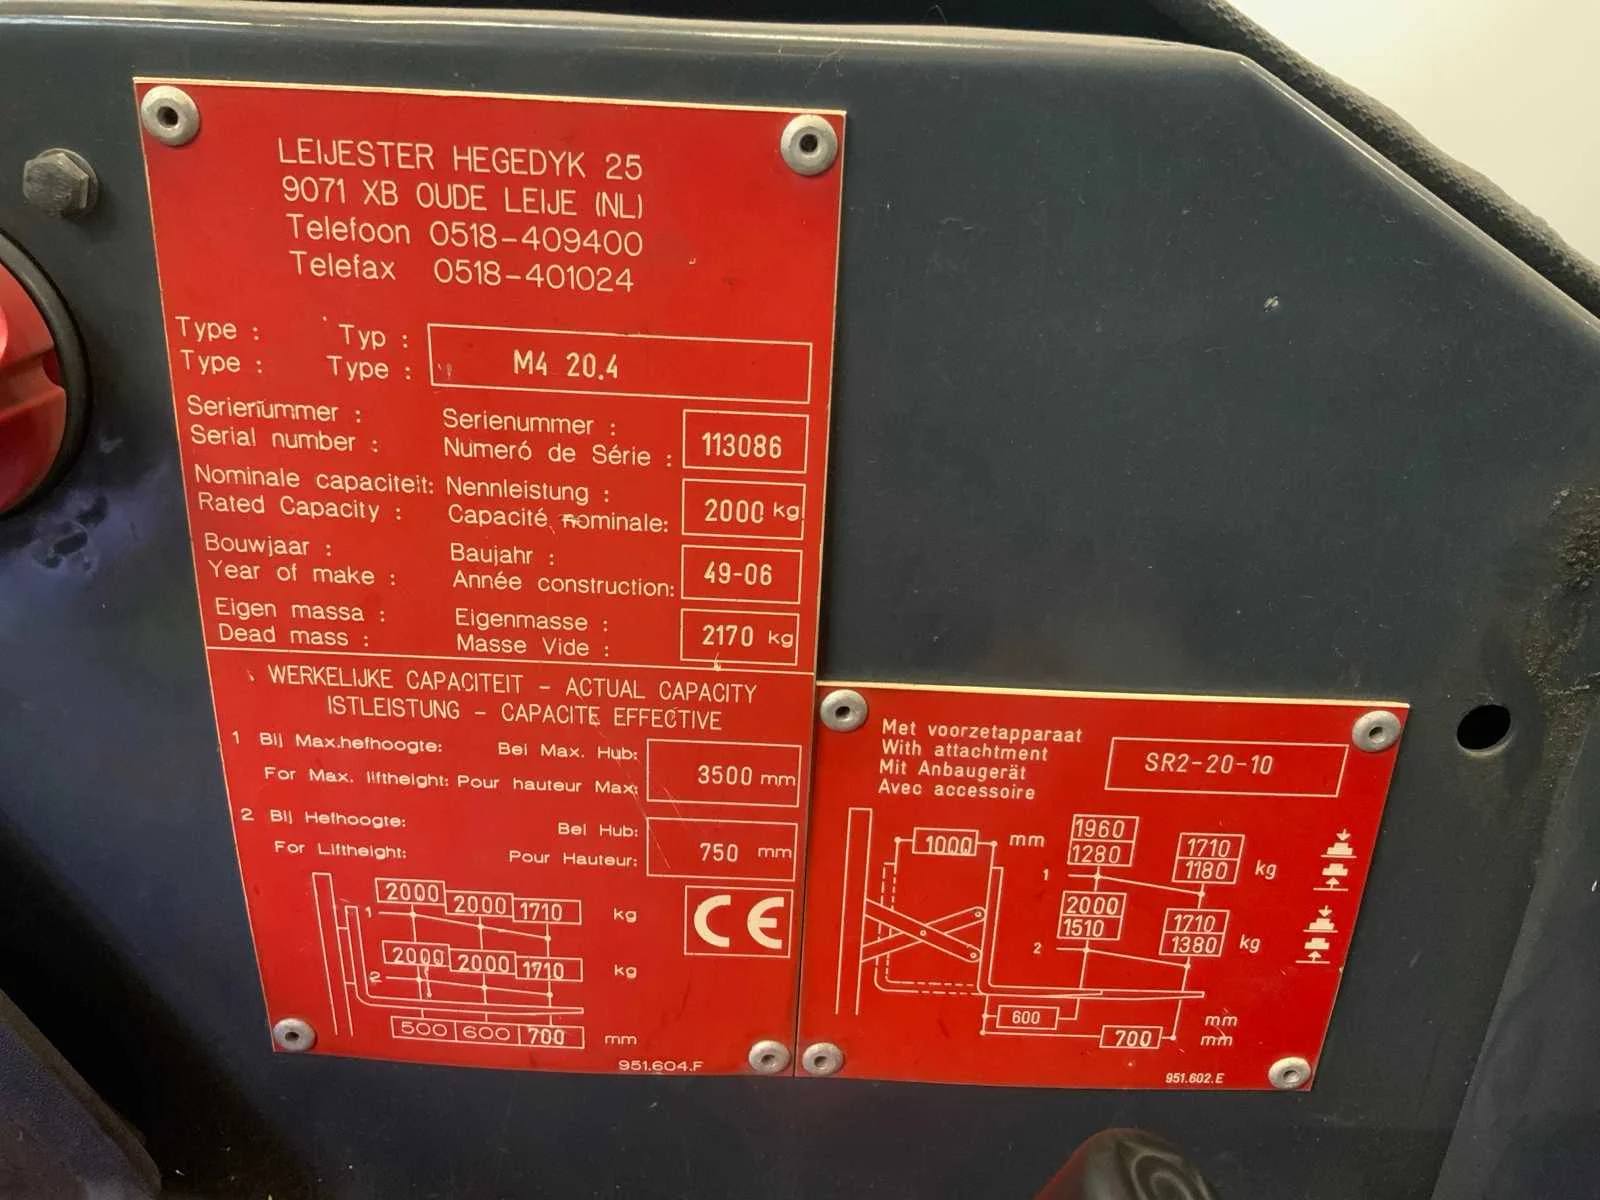 LEIJESTER HEGEDYK 25
9071 XB OUDE LEIJE (NL)
Telefoon 0518-409400
Telefax 0518-401024
Type : Typ :
Type : Type :
M4 20.4
Serienummer : Serienummer :
Serial number : Numeró de Série :
113086
Nominale capaciteit: Nennleistung :
Rated Capacity : Capacité nominale:
2000 kg
Bouwjaar : Baujahr :
Year of make : Année construction:
49-06
Eigen massa : Eigenmasse :
Dead mass : Masse Vide :
2170 kg
WERKELIJKE CAPACITEIT - ACTUAL CAPACITY
ISTLEISTUNG - CAPACITE EFFECTIVE
1 Bij Max.hefhoogte: Bei Max. Hub:
For Max. liftheight: Pour hauteur Max:
3500 mm
2 Bij Hefhoogte: Bei Hub:
For Liftheight: Pour Hauteur:
750 mm
2000 2000 1710 kg
1
2000 2000 1710 kg
2
500 600 700 mm
CE
951.604.F
Met voorzetapparaat
With attachtment
Mit Anbaugerät
Avec accessoire
SR2-20-10
1000 mm
1960 1710
1280 1180 kg
1
2000 1710
1510 1380 kg
2
600 mm
700 mm
951.602.E